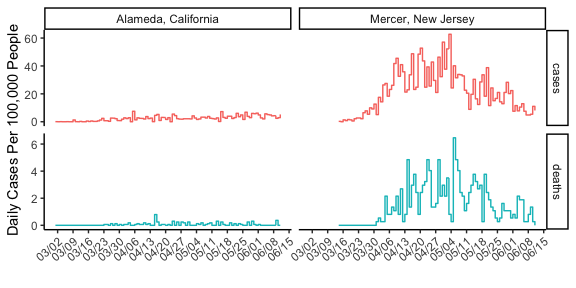 Alameda, California
Mercer, New Jersey
Daily Cases Per 100,000 People
60
40
20
0
cases
6
4
2
0
deaths
03/02 03/09 03/16 03/23 03/30 04/06 04/13 04/20 04/27 05/04 05/11 05/18 05/25 06/01 06/08 06/15
03/02 03/09 03/16 03/23 03/30 04/06 04/13 04/20 04/27 05/04 05/11 05/18 05/25 06/01 06/08 06/15